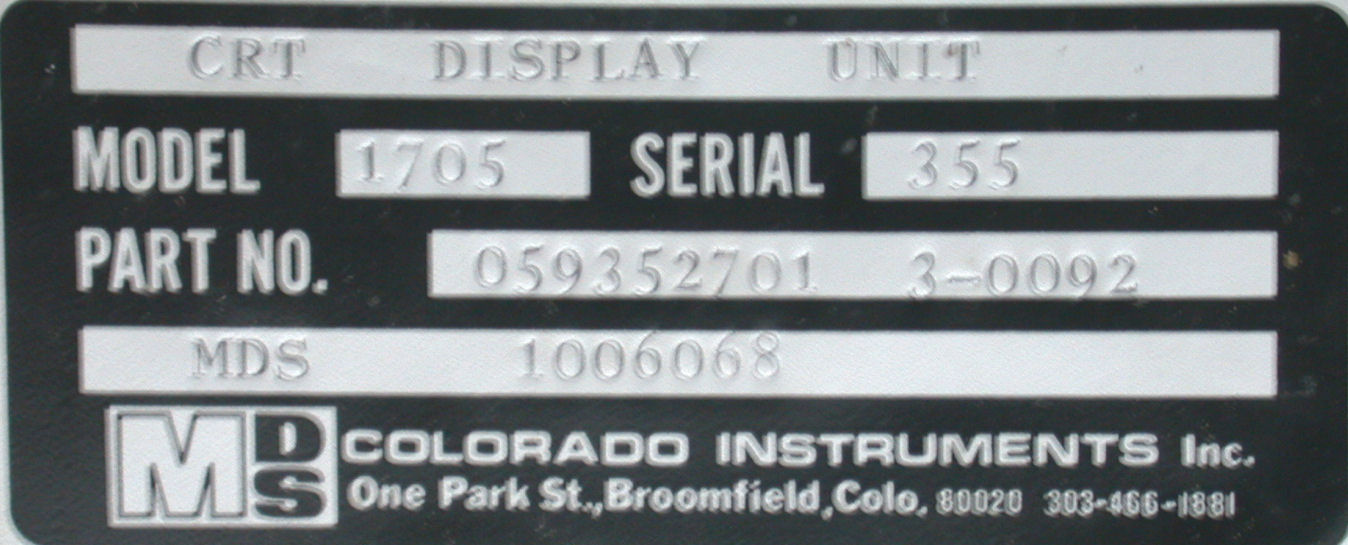 CRT DISPLAY UNIT
MODEL 1705 SERIAL 355
PART NO. 059352701 3-0092
MDS 1006068
MDS COLORADO INSTRUMENTS Inc.
One Park St., Broomfield, Colo. 80020 303-466-1881